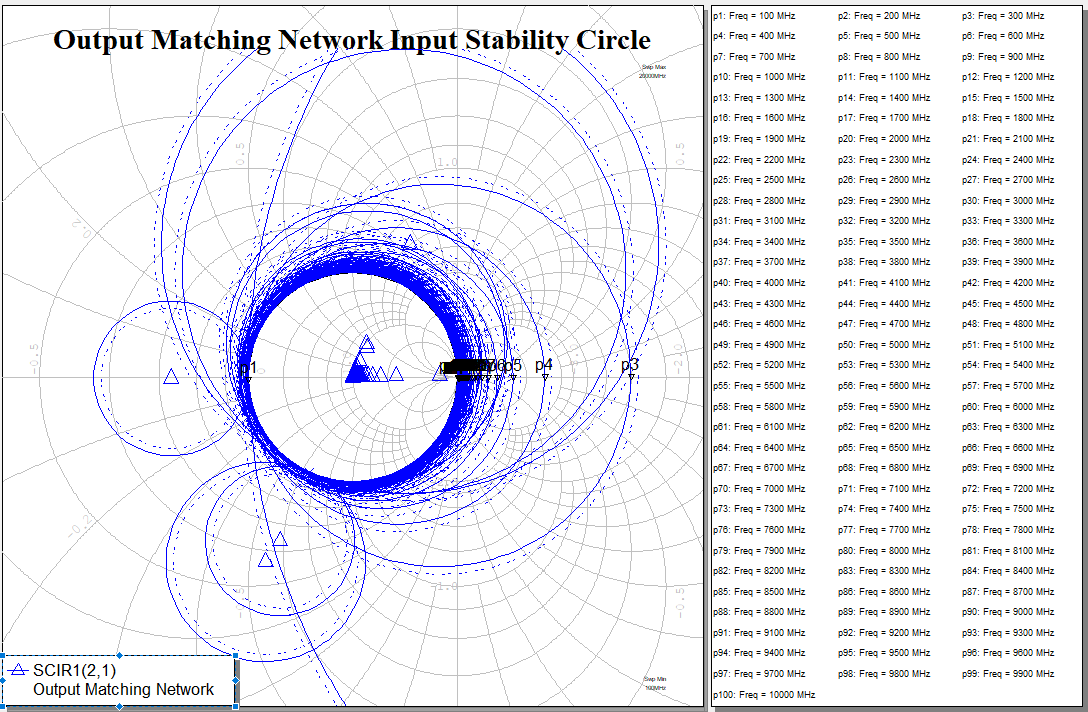 Output Matching Network Input Stability Circle
Swp Max
20000MHz
0.5
0.5
1.0
2.0
-0.5
-2.0
-0.2
-1.0
0.5
-0.5
p1
p5
p4
p3
Swp Min
100MHz
SCIR1(2,1)
Output Matching Network
p1: Freq = 100 MHz p2: Freq = 200 MHz p3: Freq = 300 MHz
p4: Freq = 400 MHz p5: Freq = 500 MHz p6: Freq = 600 MHz
p7: Freq = 700 MHz p8: Freq = 800 MHz p9: Freq = 900 MHz
p10: Freq = 1000 MHz p11: Freq = 1100 MHz p12: Freq = 1200 MHz
p13: Freq = 1300 MHz p14: Freq = 1400 MHz p15: Freq = 1500 MHz
p16: Freq = 1600 MHz p17: Freq = 1700 MHz p18: Freq = 1800 MHz
p19: Freq = 1900 MHz p20: Freq = 2000 MHz p21: Freq = 2100 MHz
p22: Freq = 2200 MHz p23: Freq = 2300 MHz p24: Freq = 2400 MHz
p25: Freq = 2500 MHz p26: Freq = 2600 MHz p27: Freq = 2700 MHz
p28: Freq = 2800 MHz p29: Freq = 2900 MHz p30: Freq = 3000 MHz
p31: Freq = 3100 MHz p32: Freq = 3200 MHz p33: Freq = 3300 MHz
p34: Freq = 3400 MHz p35: Freq = 3500 MHz p36: Freq = 3600 MHz
p37: Freq = 3700 MHz p38: Freq = 3800 MHz p39: Freq = 3900 MHz
p40: Freq = 4000 MHz p41: Freq = 4100 MHz p42: Freq = 4200 MHz
p43: Freq = 4300 MHz p44: Freq = 4400 MHz p45: Freq = 4500 MHz
p46: Freq = 4600 MHz p47: Freq = 4700 MHz p48: Freq = 4800 MHz
p49: Freq = 4900 MHz p50: Freq = 5000 MHz p51: Freq = 5100 MHz
p52: Freq = 5200 MHz p53: Freq = 5300 MHz p54: Freq = 5400 MHz
p55: Freq = 5500 MHz p56: Freq = 5600 MHz p57: Freq = 5700 MHz
p58: Freq = 5800 MHz p59: Freq = 5900 MHz p60: Freq = 6000 MHz
p61: Freq = 6100 MHz p62: Freq = 6200 MHz p63: Freq = 6300 MHz
p64: Freq = 6400 MHz p65: Freq = 6500 MHz p66: Freq = 6600 MHz
p67: Freq = 6700 MHz p68: Freq = 6800 MHz p69: Freq = 6900 MHz
p70: Freq = 7000 MHz p71: Freq = 7100 MHz p72: Freq = 7200 MHz
p73: Freq = 7300 MHz p74: Freq = 7400 MHz p75: Freq = 7500 MHz
p76: Freq = 7600 MHz p77: Freq = 7700 MHz p78: Freq = 7800 MHz
p79: Freq = 7900 MHz p80: Freq = 8000 MHz p81: Freq = 8100 MHz
p82: Freq = 8200 MHz p83: Freq = 8300 MHz p84: Freq = 8400 MHz
p85: Freq = 8500 MHz p86: Freq = 8600 MHz p87: Freq = 8700 MHz
p88: Freq = 8800 MHz p89: Freq = 8900 MHz p90: Freq = 9000 MHz
p91: Freq = 9100 MHz p92: Freq = 9200 MHz p93: Freq = 9300 MHz
p94: Freq = 9400 MHz p95: Freq = 9500 MHz p96: Freq = 9600 MHz
p97: Freq = 9700 MHz p98: Freq = 9800 MHz p99: Freq = 9900 MHz
p100: Freq = 10000 MHz